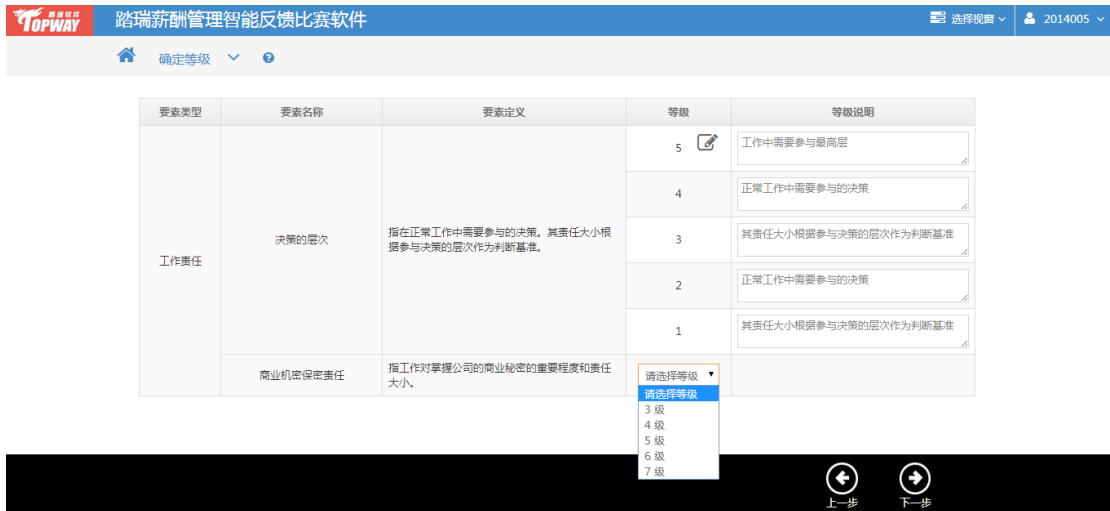 踏瑞软件
TOPWAY
踏瑞薪酬管理智能反馈比赛软件
选择视窗
2014005
确定等级
要素类型 要素名称 要素定义 等级 等级说明
工作责任
决策的层次
指在正常工作中需要参与的决策。其责任大小根
据参与决策的层次作为判断基准。
5 工作中需要参与最高层
4 正常工作中需要参与的决策
3 其责任大小根据参与决策的层次作为判断基准
2 正常工作中需要参与的决策
1 其责任大小根据参与决策的层次作为判断基准
商业机密保密责任
指工作对掌握公司的商业秘密的重要程度和责任
大小。
请选择等级
请选择等级
3 级
4 级
5 级
6 级
7 级
上一步 下一步